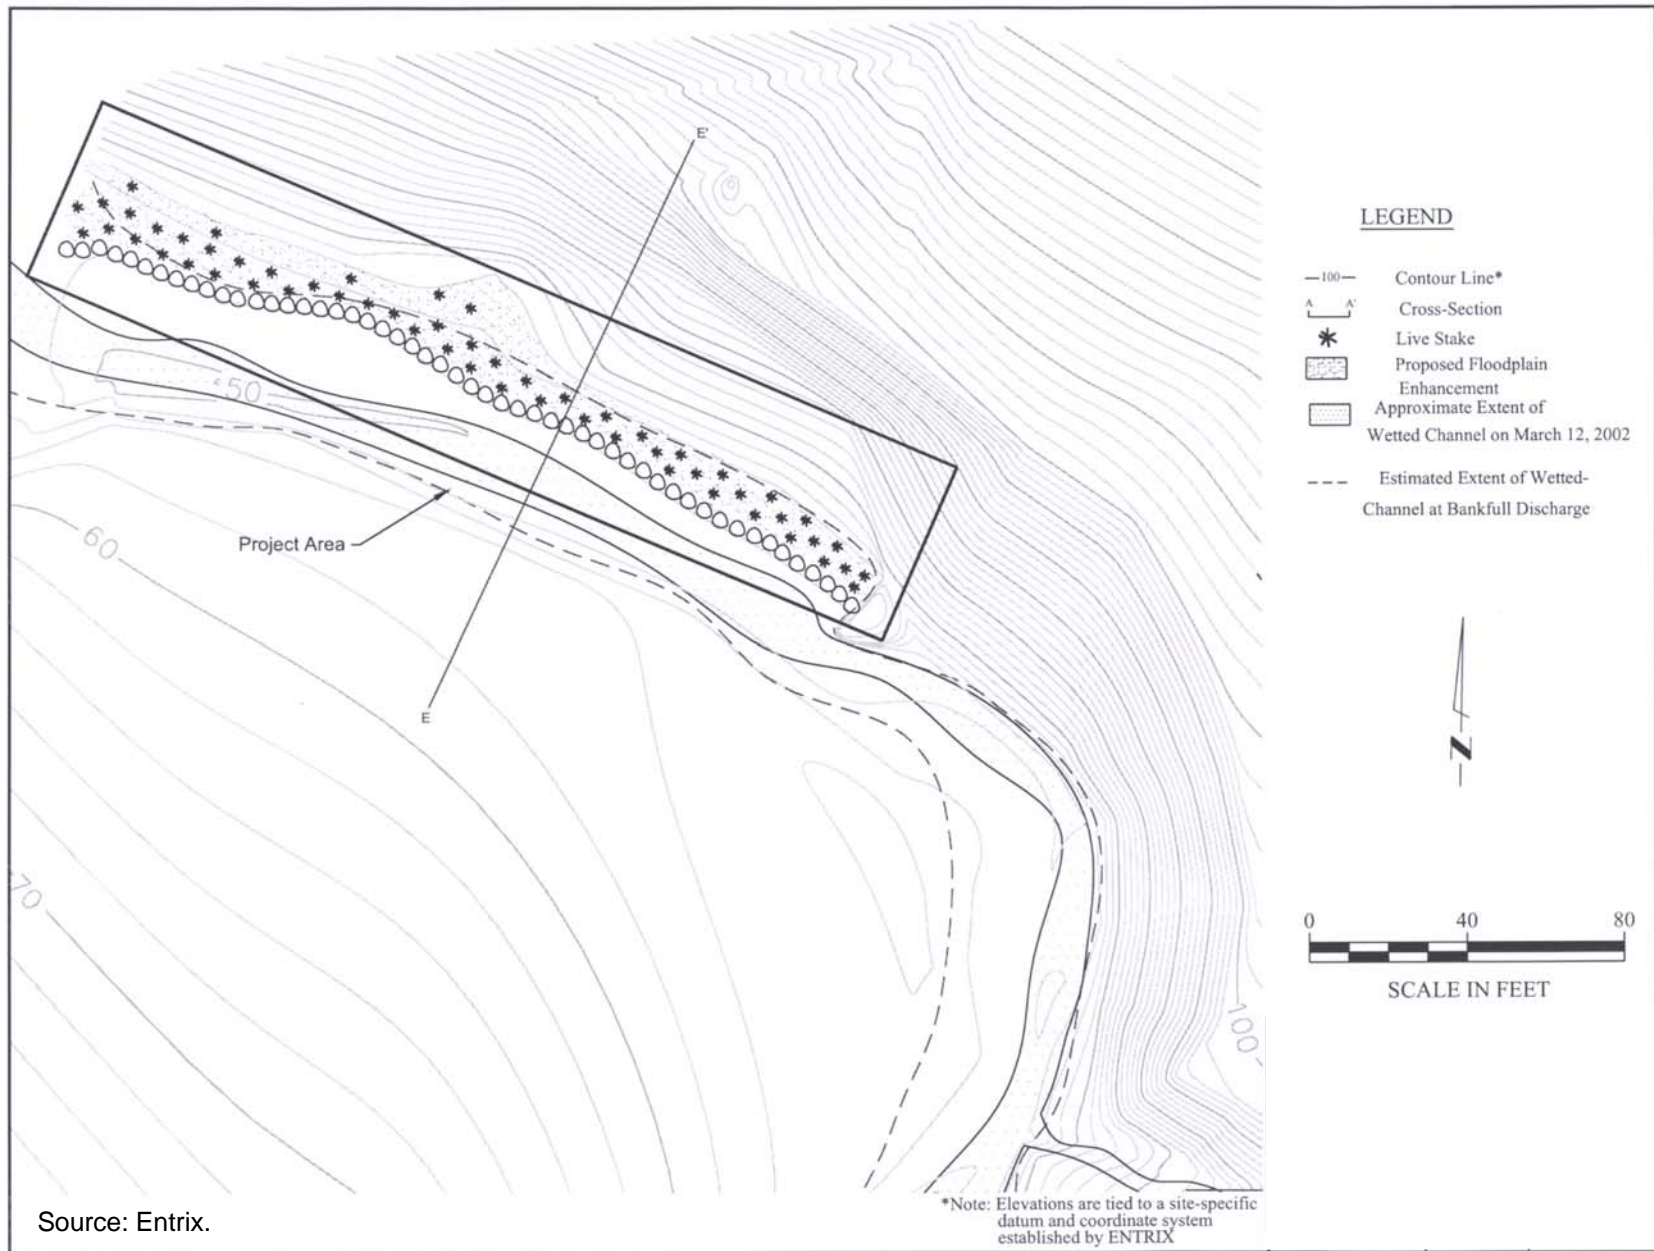 E'
LEGEND
—100— Contour Line*
A A'
Cross-Section
Live Stake
Proposed Floodplain
Enhancement
Approximate Extent of
Wetted Channel on March 12, 2002
Estimated Extent of Wetted-
Channel at Bankfull Discharge
50
Project Area
60
E
N
70
0 40 80
SCALE IN FEET
100
*Note: Elevations are tied to a site-specific
datum and coordinate system
established by ENTRIX
Source: Entrix.